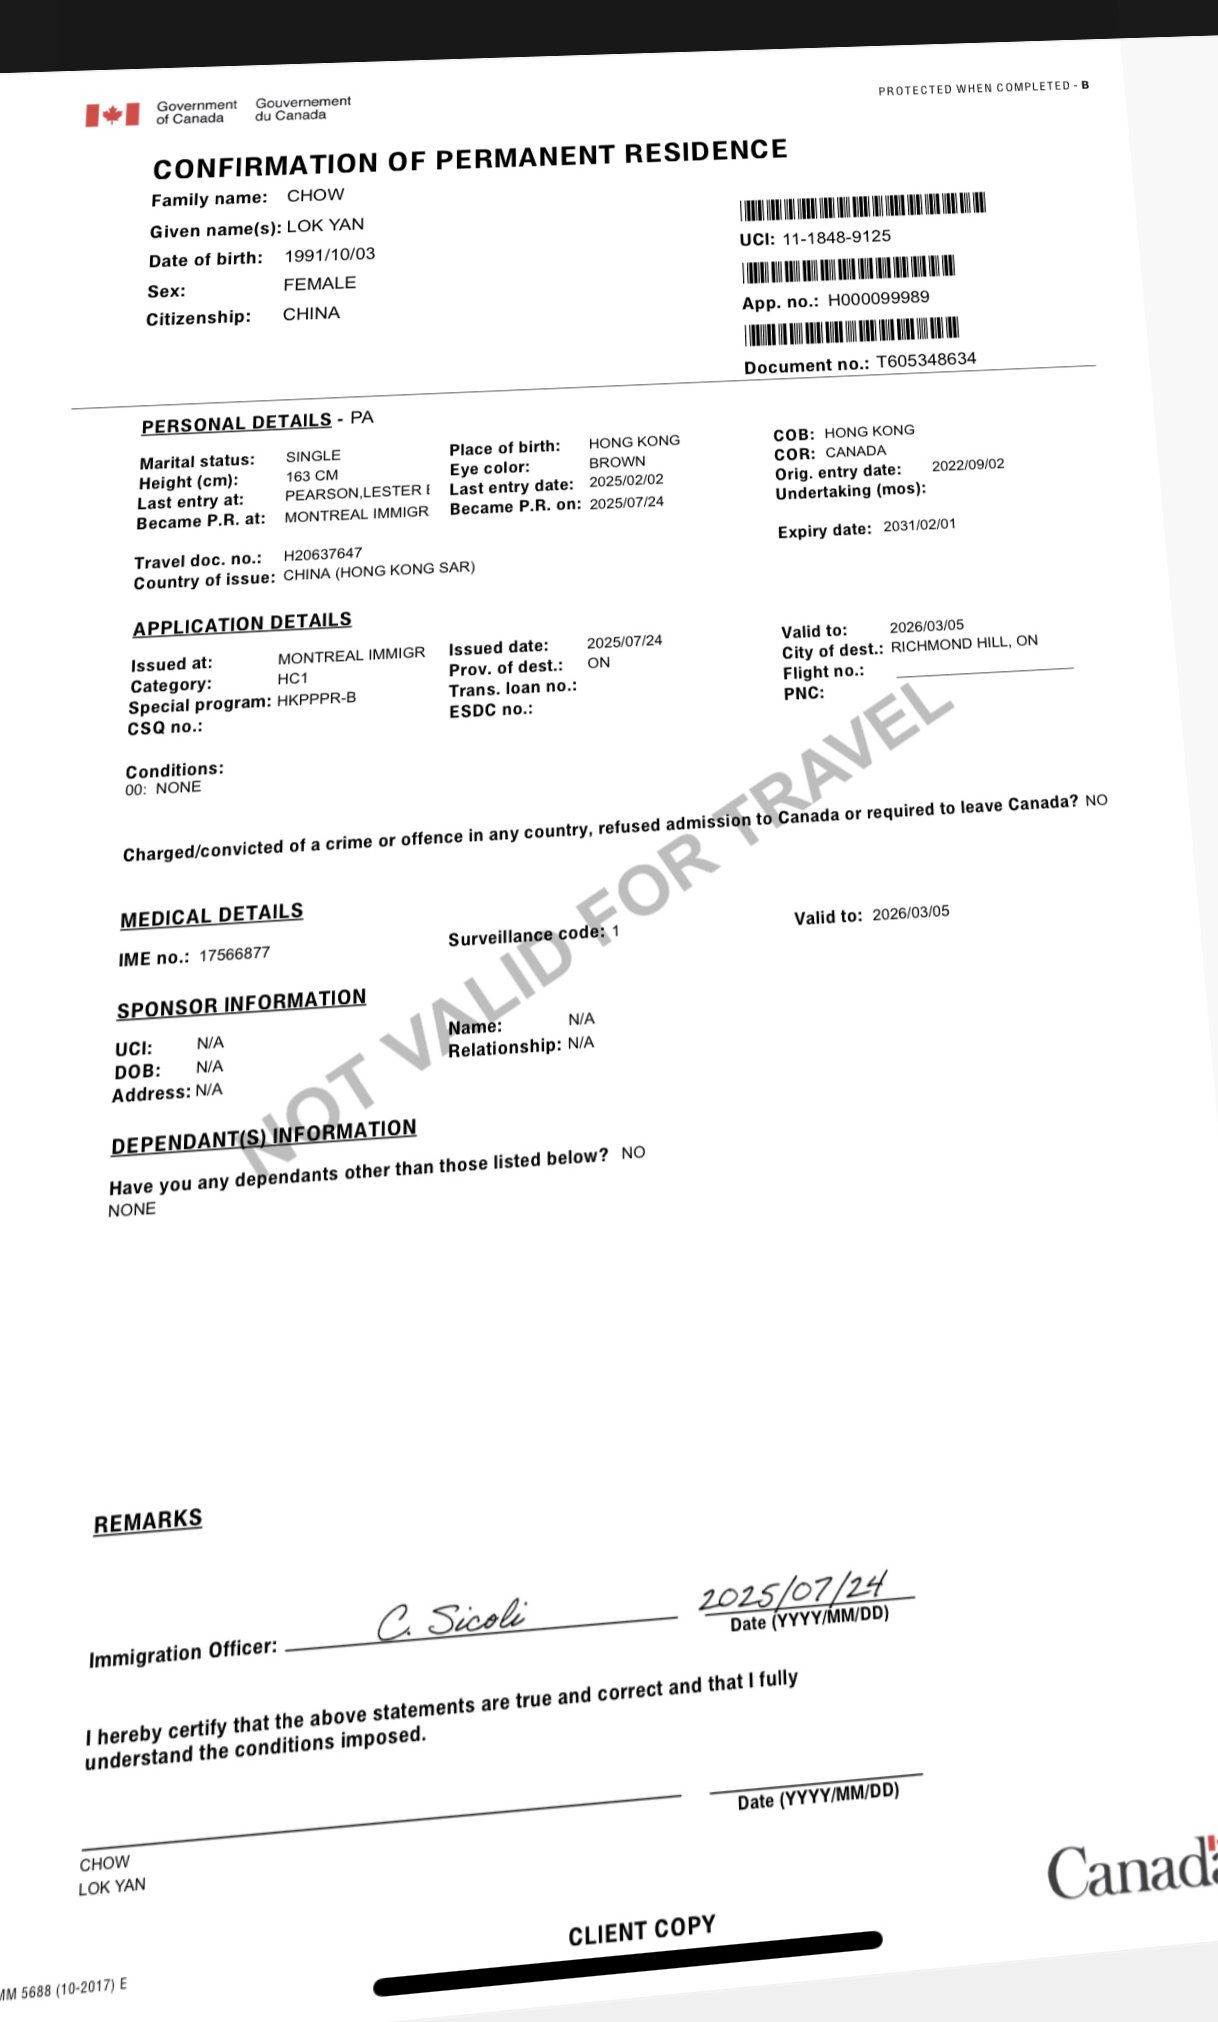 Government of Canada Gouvernement du Canada
PROTECTED WHEN COMPLETED - B
CONFIRMATION OF PERMANENT RESIDENCE
Family name: CHOW
Given name(s): LOK YAN
Date of birth: 1991/10/03
Sex: FEMALE
Citizenship: CHINA
UCI: 11-1848-9125
App. no.: H000099989
Document no.: T605348634
PERSONAL DETAILS - PA
Marital status: SINGLE Place of birth: HONG KONG COB: HONG KONG
Height (cm): 163 CM Eye color: BROWN COR: CANADA
Last entry at: PEARSON,LESTER Last entry date: 2025/02/02 Orig. entry date: 2022/09/02
Became P.R. at: MONTREAL IMMIGR Became P.R. on: 2025/07/24 Undertaking (mos):
Expiry date: 2031/02/01
Travel doc. no.: H20637647
Country of issue: CHINA (HONG KONG SAR)
APPLICATION DETAILS
Issued at: MONTREAL IMMIGR Issued date: 2025/07/24 Valid to: 2026/03/05
Category: HC1 Prov. of dest.: ON City of dest.: RICHMOND HILL, ON
Special program: HKPPPR-B Trans. loan no.: Flight no.:
CSQ no.: ESDC no.: PNC:
Conditions:
00: NONE
Charged/convicted of a crime or offence in any country, refused admission to Canada or required to leave Canada? NO
NOT VALID FOR TRAVEL
MEDICAL DETAILS
IME no.: 17566877 Surveillance code: 1 Valid to: 2026/03/05
SPONSOR INFORMATION
UCI: N/A Name: N/A
DOB: N/A Relationship: N/A
Address: N/A
DEPENDANT(S) INFORMATION
Have you any dependants other than those listed below? NO
NONE
REMARKS
Immigration Officer: C. Sicoli 2025/07/24
Date (YYYY/MM/DD)
I hereby certify that the above statements are true and correct and that I fully
understand the conditions imposed.
Date (YYYY/MM/DD)
CHOW
LOK YAN
Canada
CLIENT COPY
MM 5688 (10-2017) E